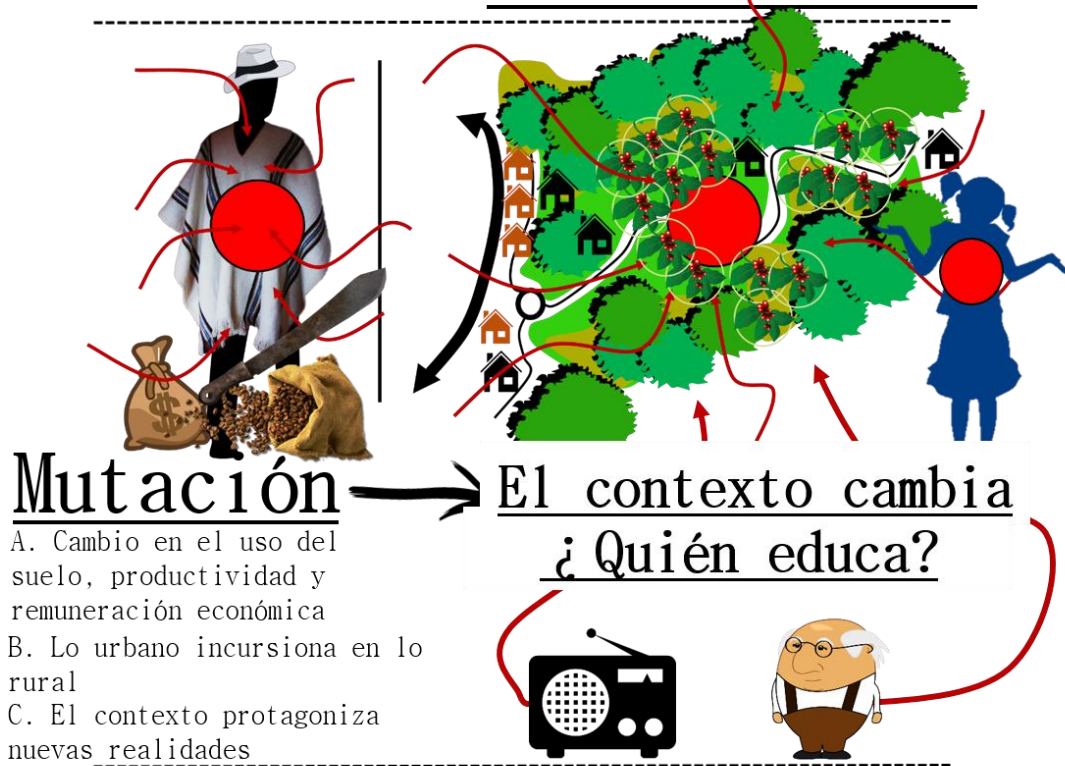 Mutación
El contexto cambia
¿Quién educa?
A. Cambio en el uso del
suelo, productividad y
remuneración económica
B. Lo urbano incursiona en lo
rural
C. El contexto protagoniza
nuevas realidades
$